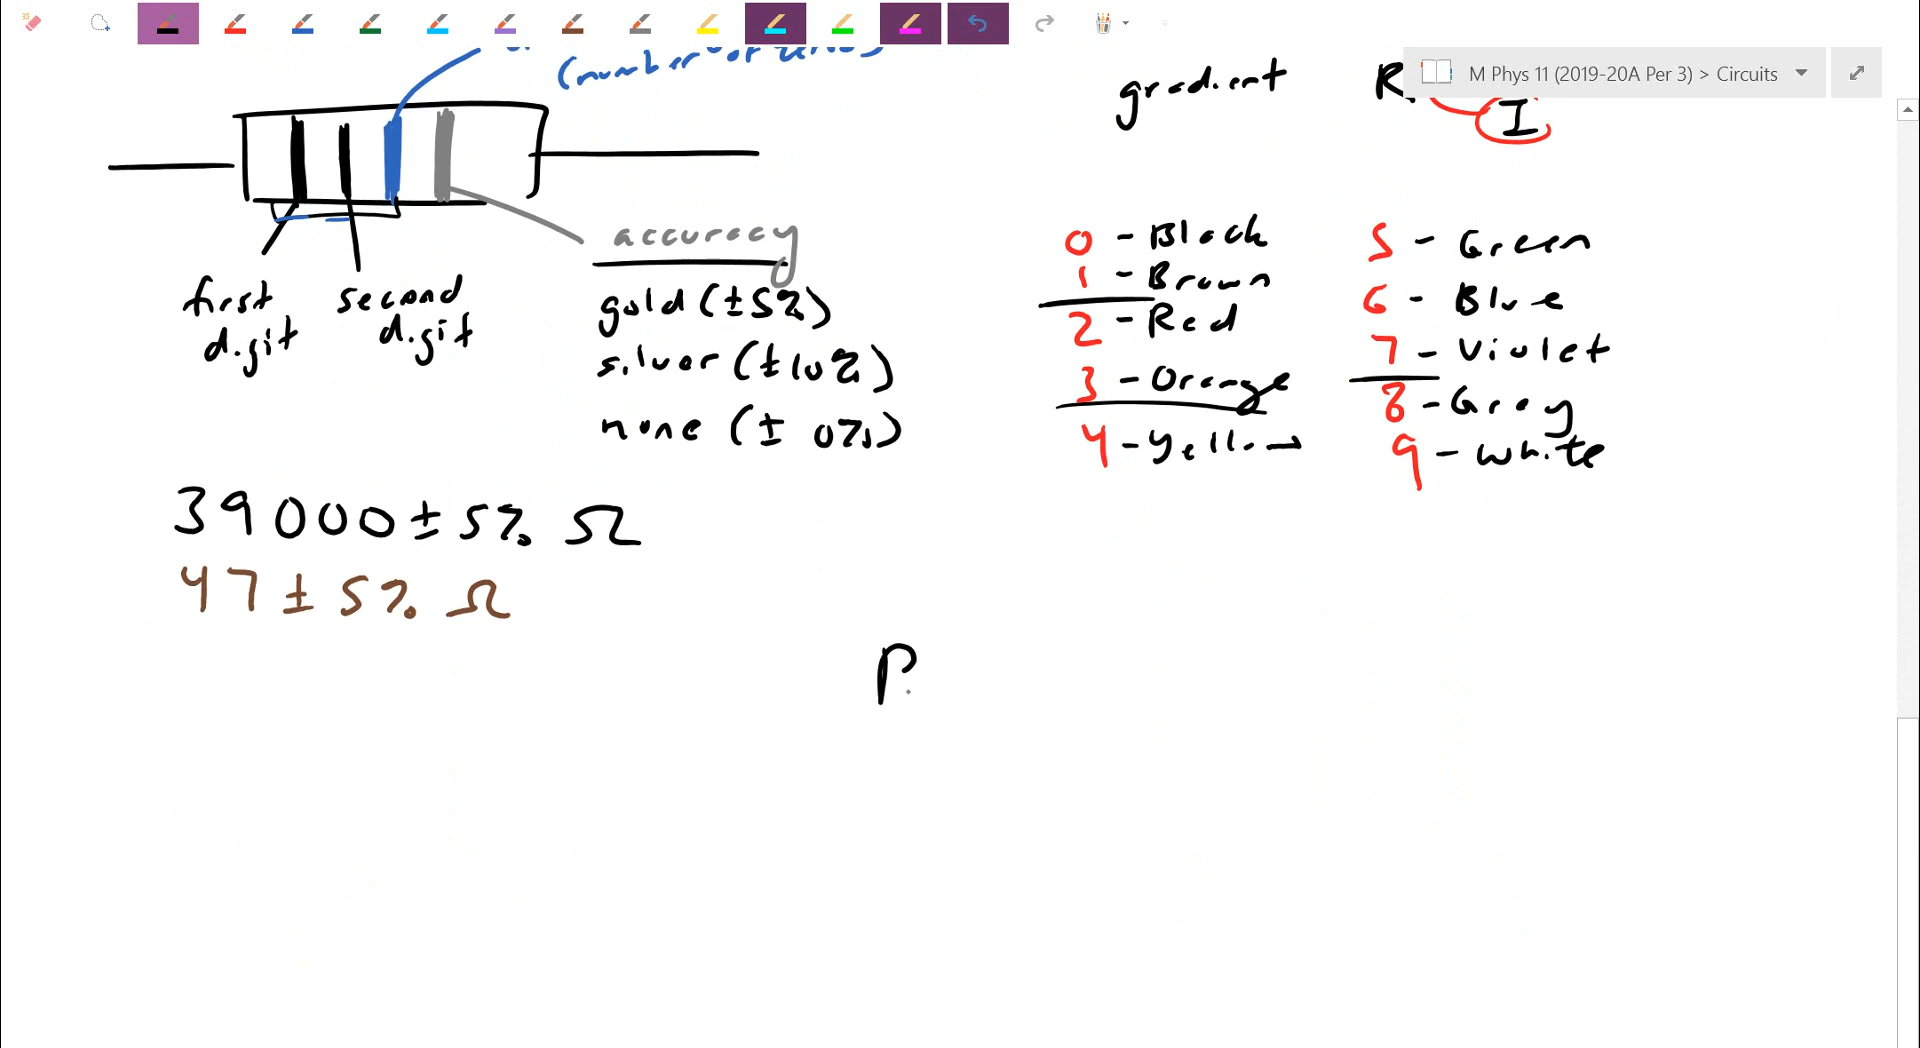 (number of zeros)
M Phys 11 (2019-20A Per 3) > Circuits
gradient
R
I
accuracy
gold (±5%)
silver (±10%)
none (± 0%)
first digit
second digit
0 - Black
1 - Brown
2 - Red
3 - Orange
4 - Yellow
5 - Green
6 - Blue
7 - Violet
8 - Grey
9 - White
39000 ± 5% Ω
47 ± 5% Ω
P